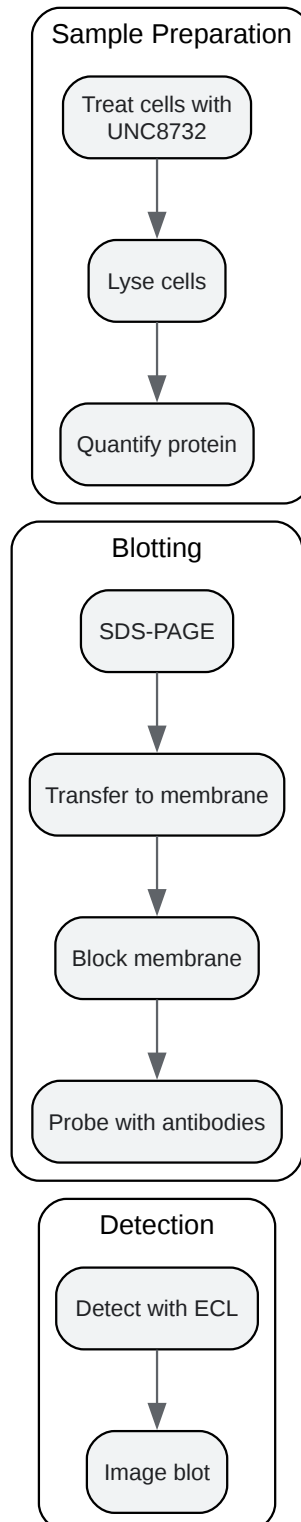 Sample Preparation
Treat cells with
UNC8732
Lyse cells
Quantify protein
Blotting
SDS-PAGE
Transfer to membrane
Block membrane
Probe with antibodies
Detection
Detect with ECL
Image blot